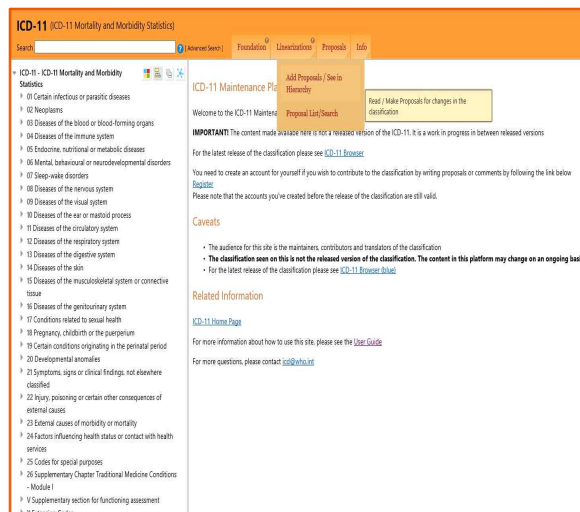 ICD-11 (ICD-11 Mortality and Morbidity Statistics)
Search
[ Advanced Search ]
Foundation
Linearizations
Proposals
Info
Add Proposals / See in
Hierarchy
Proposal List/Search
Read / Make Proposals for changes in the
classification
ICD-11 - ICD-11 Mortality and Morbidity
Statistics
01 Certain infectious or parasitic diseases
02 Neoplasms
03 Diseases of the blood or blood-forming organs
04 Diseases of the immune system
05 Endocrine, nutritional or metabolic diseases
06 Mental, behavioural or neurodevelopmental disorders
07 Sleep-wake disorders
08 Diseases of the nervous system
09 Diseases of the visual system
10 Diseases of the ear or mastoid process
11 Diseases of the circulatory system
12 Diseases of the respiratory system
13 Diseases of the digestive system
14 Diseases of the skin
15 Diseases of the musculoskeletal system or connective
tissue
16 Diseases of the genitourinary system
17 Conditions related to sexual health
18 Pregnancy, childbirth or the puerperium
19 Certain conditions originating in the perinatal period
20 Developmental anomalies
21 Symptoms, signs or clinical findings, not elsewhere
classified
22 Injury, poisoning or certain other consequences of
external causes
23 External causes of morbidity or mortality
24 Factors influencing health status or contact with health
services
25 Codes for special purposes
26 Supplementary Chapter Traditional Medicine Conditions
- Module I
V Supplementary section for functioning assessment
ICD-11 Maintenance Pla
Welcome to the ICD-11 Maintena
IMPORTANT! The content made available here is not a released version of the ICD-11. It is a work in progress in between released versions
For the latest release of the classification please see ICD-11 Browser
You need to create an account for yourself if you wish to contribute to the classification by writing proposals or comments by following the link below
Register
Please note that the accounts you've created before the release of the classification are still valid.
Caveats
• The audience for this site is the maintainers, contributors and translators of the classification
• The classification seen on this is not the released version of the classification. The content in this platform may change on an ongoing basi
• For the latest release of the classification please see ICD-11 Browser (blue)
Related Information
ICD-11 Home Page
For more information about how to use this site, please see the User Guide
For more questions, please contact icd@who.int